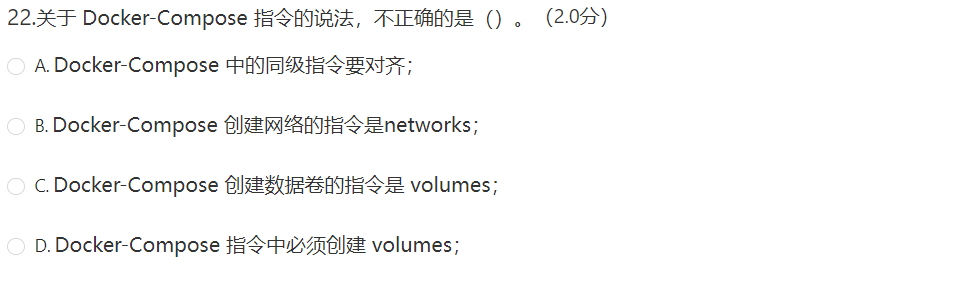 22.关于 Docker-Compose 指令的说法，不正确的是（）。（2.0分）
A. Docker-Compose 中的同级指令要对齐；
B. Docker-Compose 创建网络的指令是networks；
C. Docker-Compose 创建数据卷的指令是 volumes；
D. Docker-Compose 指令中必须创建 volumes；